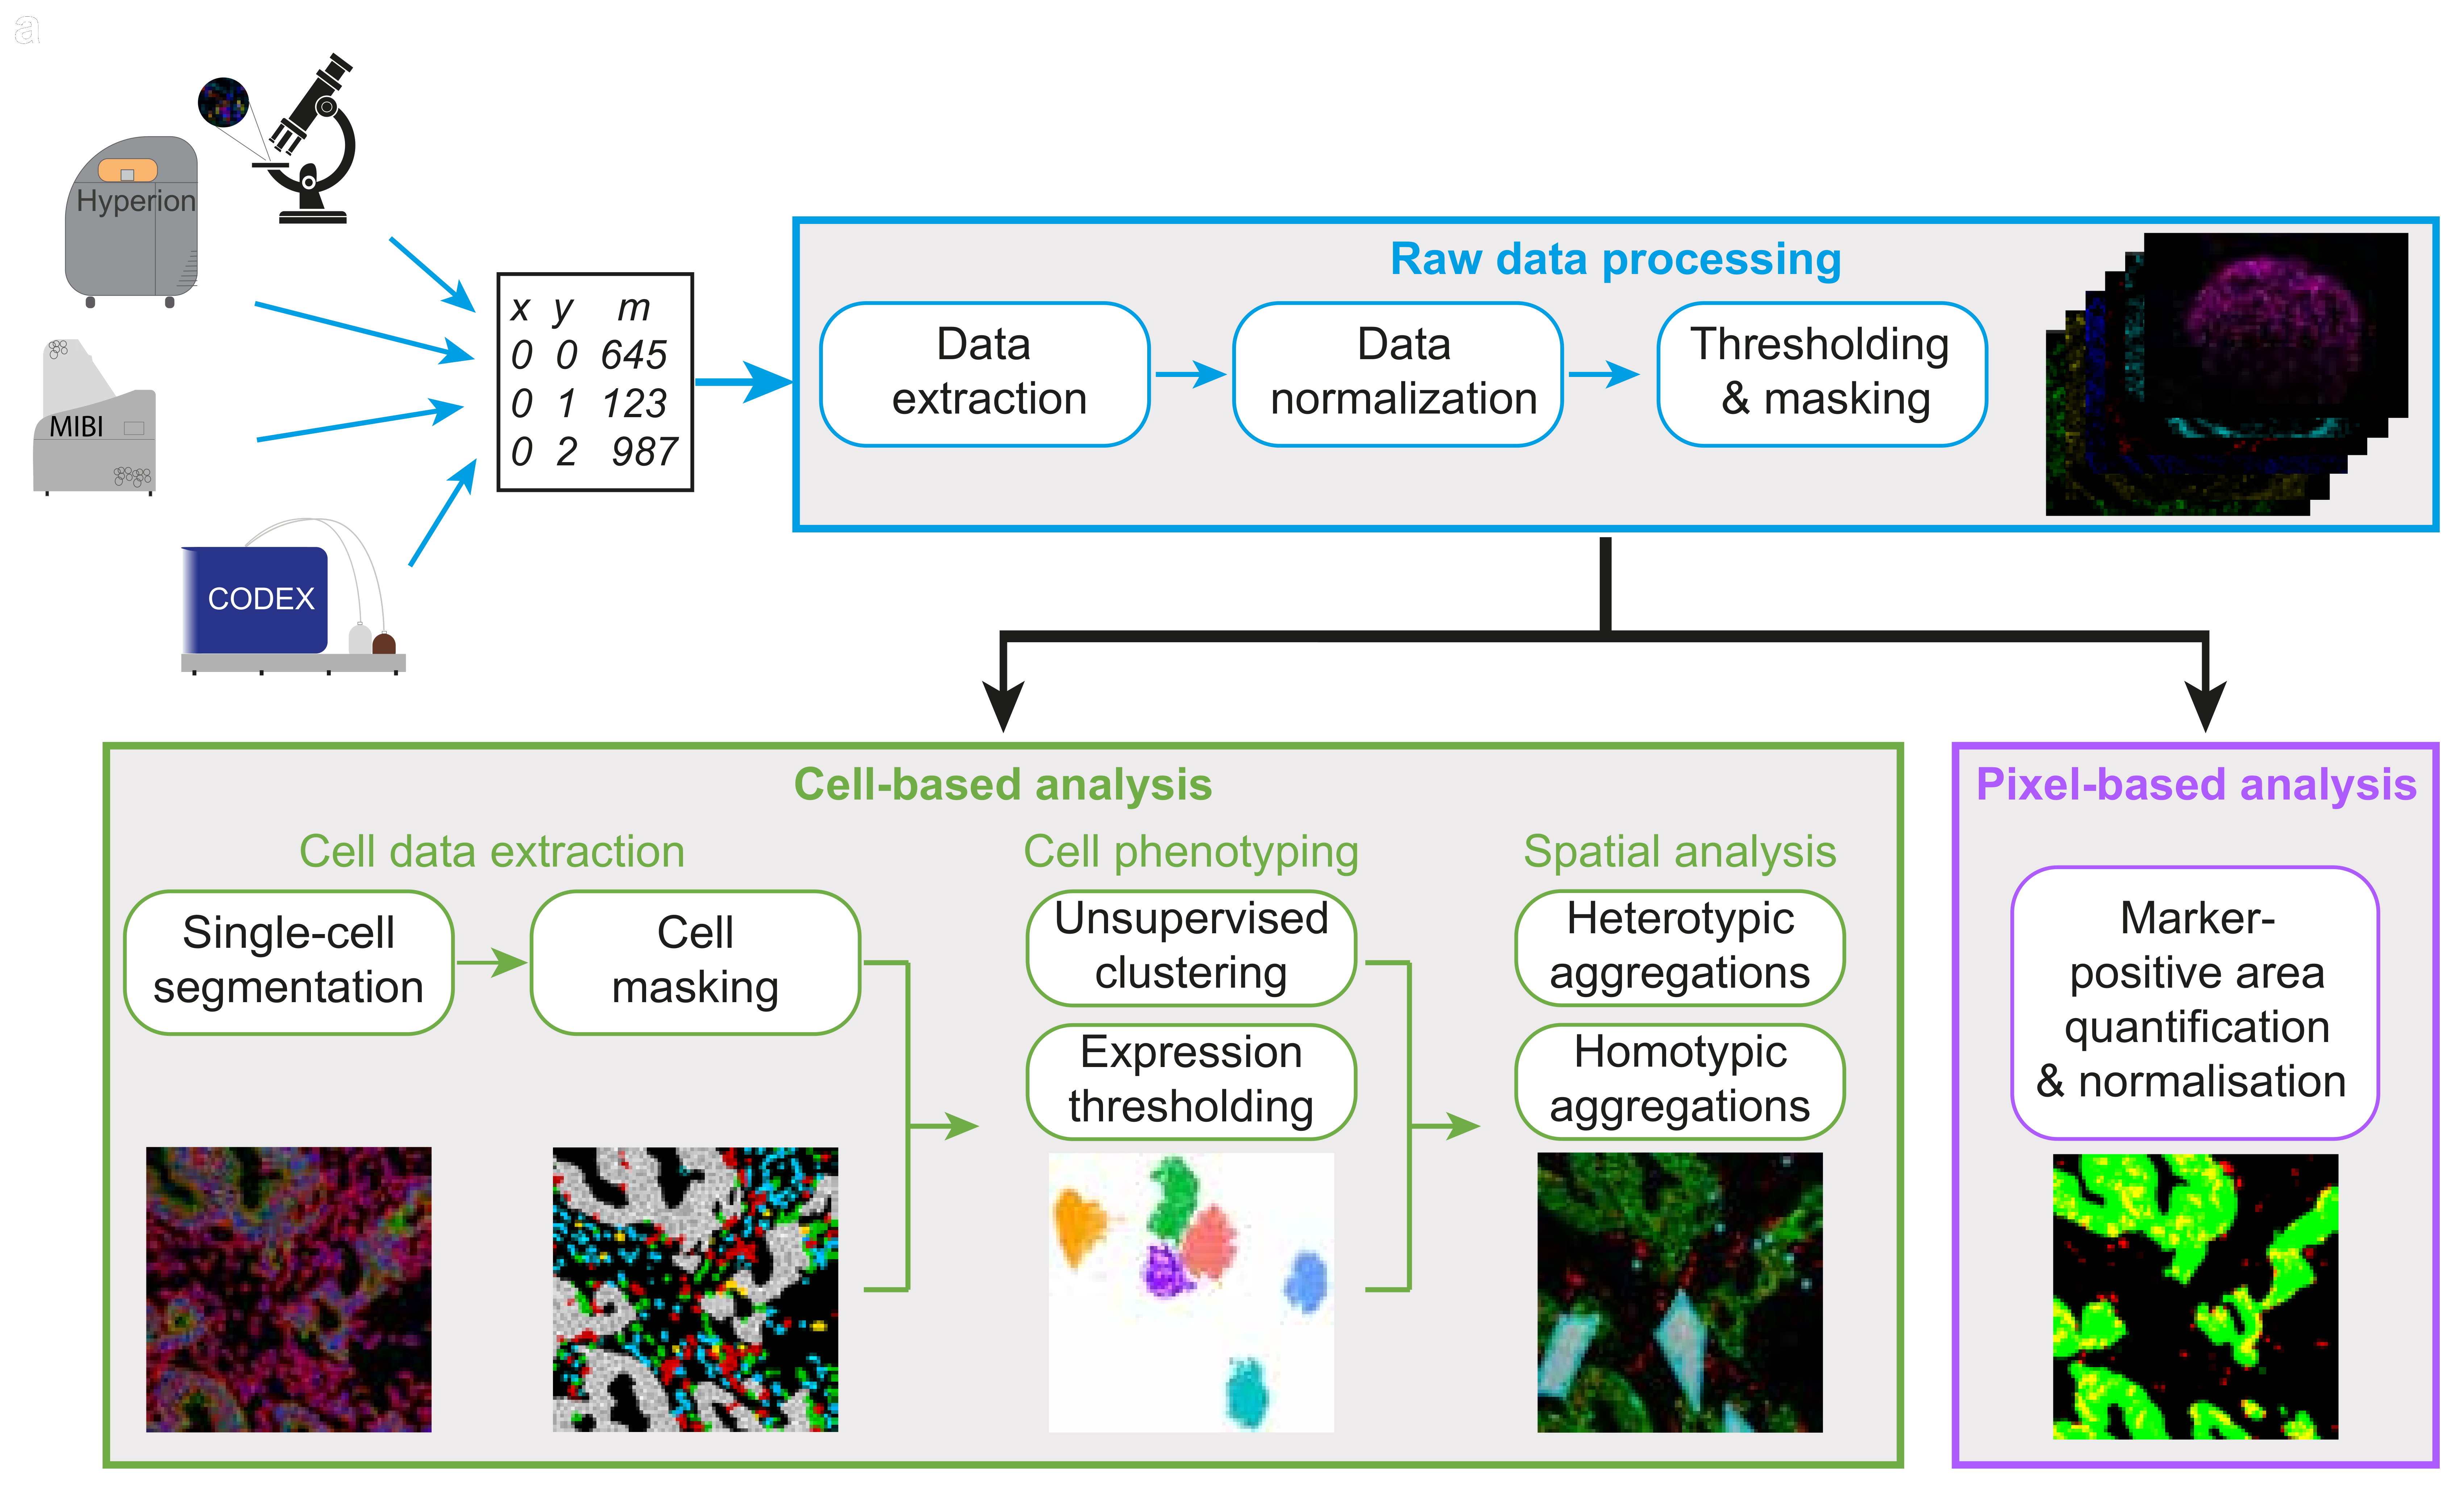 a
Hyperion
MIBI
CODEX
x y m
0 0 645
0 1 123
0 2 987
Raw data processing
Data
extraction
Data
normalization
Thresholding
& masking
Cell-based analysis
Cell data extraction
Single-cell
segmentation
Cell
masking
Cell phenotyping
Unsupervised
clustering
Expression
thresholding
Spatial analysis
Heterotypic
aggregations
Homotypic
aggregations
Pixel-based analysis
Marker-
positive area
quantification
& normalisation